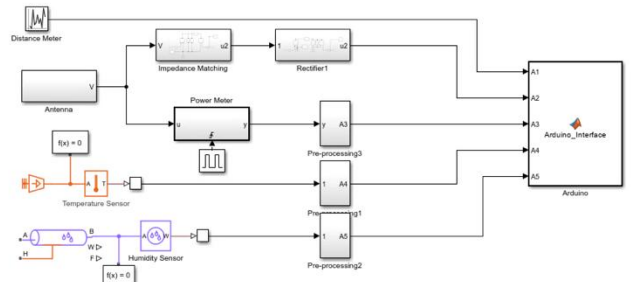 Distance Meter
V
u2
Impedance Matching
1
u2
Rectifier1
V
Antenna
Power Meter
u
y
y
A3
Pre-processing3
f(x) = 0
A
T
Temperature Sensor
1
A4
Pre-processing1
A
B
H
W
F
f(x) = 0
A
W
Humidity Sensor
1
A5
Pre-processing2
A1
A2
A3
A4
A5
Arduino_Interface
Arduino